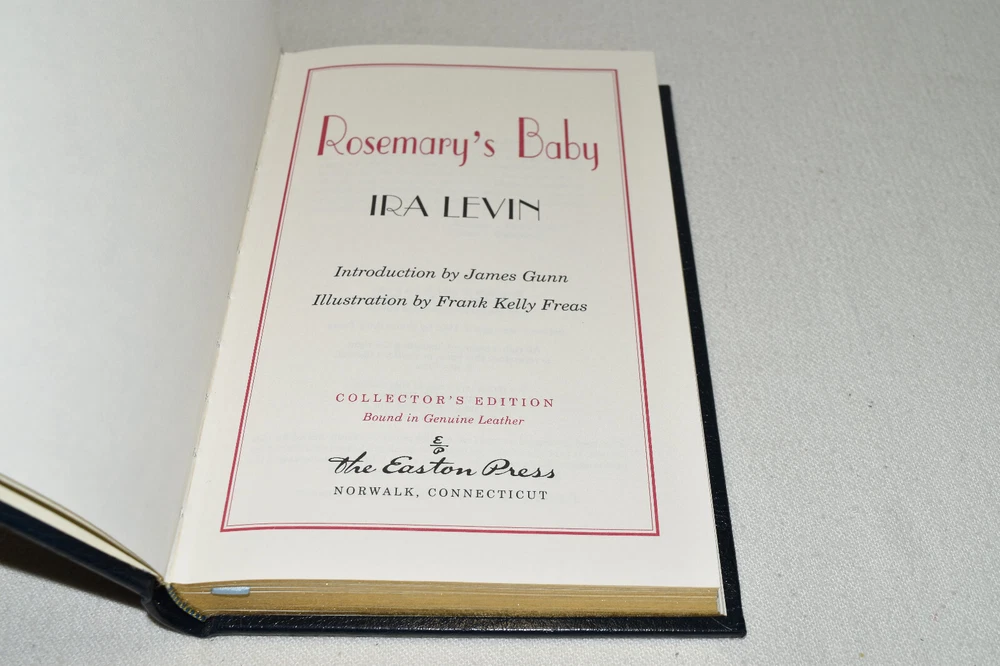 Rosemary's Baby
IRA LEVIN
Introduction by James Gunn
Illustration by Frank Kelly Freas
COLLECTOR'S EDITION
Bound in Genuine Leather
E
P
the Easton Press
NORWALK, CONNECTICUT